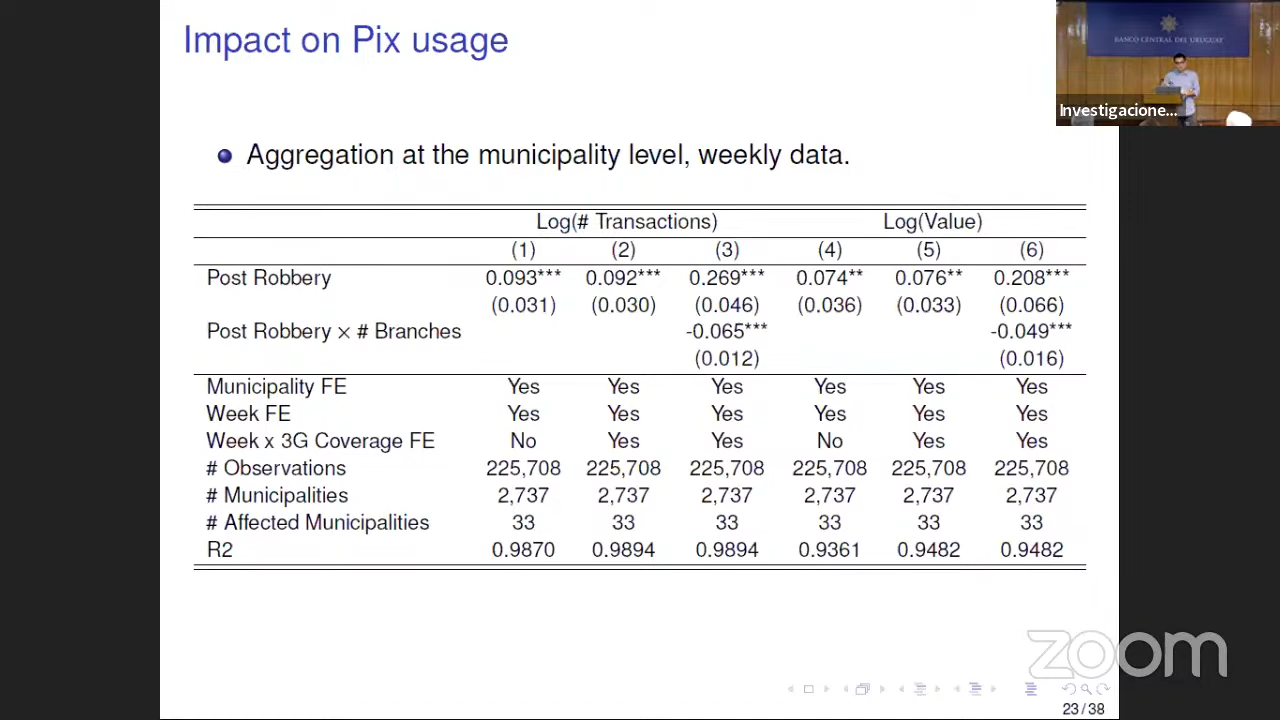 Impact on Pix usage
BANCO CENTRAL DEL URUGUAY
Investigacione...
Aggregation at the municipality level, weekly data.
Log(# Transactions) Log(Value)
(1) (2) (3) (4) (5) (6)
Post Robbery 0.093*** 0.092*** 0.269*** 0.074** 0.076** 0.208***
(0.031) (0.030) (0.046) (0.036) (0.033) (0.066)
Post Robbery × # Branches -0.065*** -0.049***
(0.012) (0.016)
Municipality FE Yes Yes Yes Yes Yes Yes
Week FE Yes Yes Yes Yes Yes Yes
Week x 3G Coverage FE No Yes Yes No Yes Yes
# Observations 225,708 225,708 225,708 225,708 225,708 225,708
# Municipalities 2,737 2,737 2,737 2,737 2,737 2,737
# Affected Municipalities 33 33 33 33 33 33
R2 0.9870 0.9894 0.9894 0.9361 0.9482 0.9482
zoom
23/38